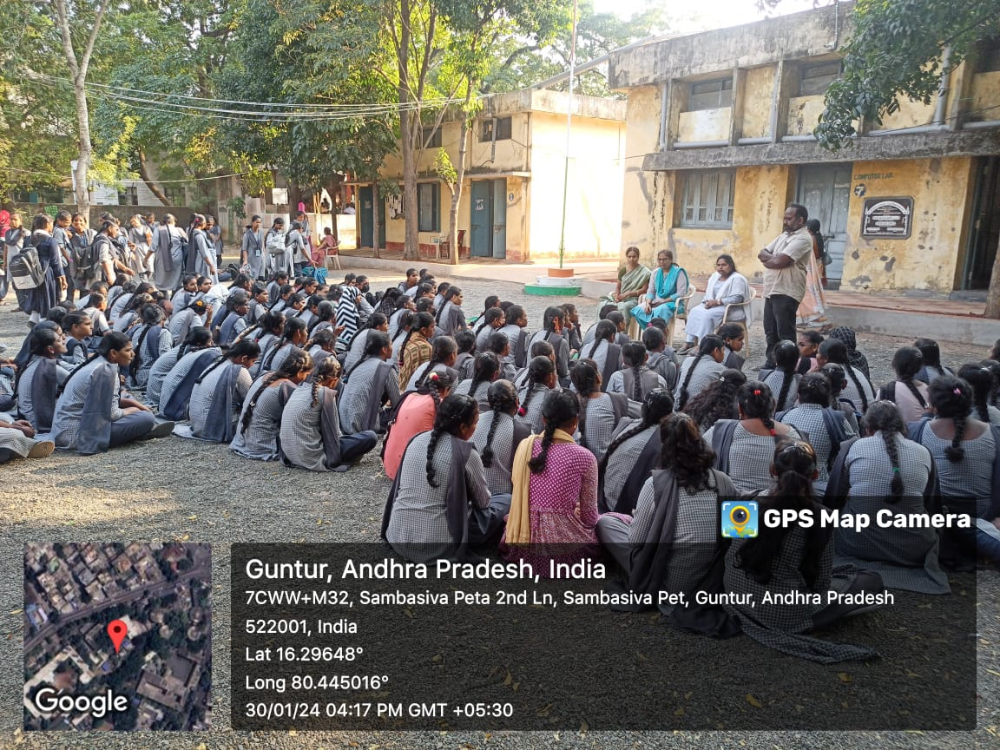 COMPUTER LAB
GPS Map Camera
Guntur, Andhra Pradesh, India
7CWW+M32, Sambasiva Peta 2nd Ln, Sambasiva Pet, Guntur, Andhra Pradesh
522001, India
Lat 16.29648°
Long 80.445016°
30/01/24 04:17 PM GMT +05:30
Google